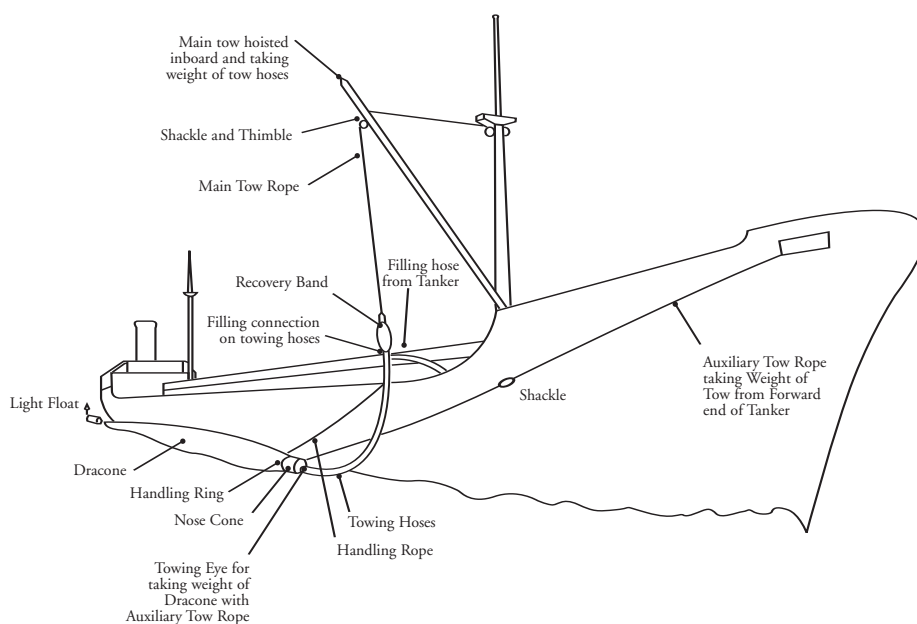 Main tow hoisted
inboard and taking
weight of tow hoses
Shackle and Thimble
Main Tow Rope
Recovery Band
Filling hose
from Tanker
Filling connection
on towing hoses
Auxiliary Tow Rope
taking Weight of
Tow from Forward
end of Tanker
Shackle
Light Float
Dracone
Handling Ring
Nose Cone
Towing Hoses
Handling Rope
Towing Eye for
taking weight of
Dracone with
Auxiliary Tow Rope